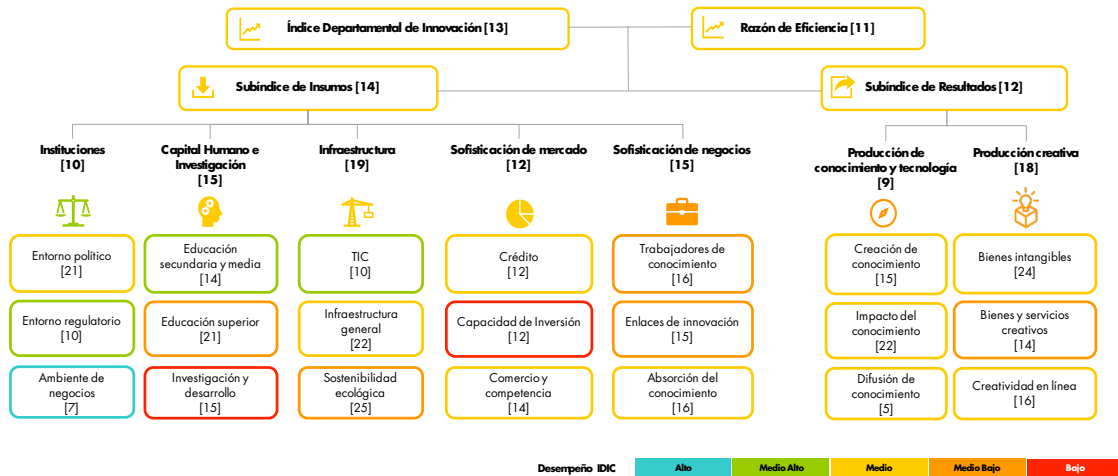 Índice Departamental de Innovación [13]
Razón de Eficiencia [11]
Subíndice de Insumos [14]
Subíndice de Resultados [12]
Instituciones
[10]
Capital Humano e
Investigación
[15]
Infraestructura
[19]
Sofisticación de mercado
[12]
Sofisticación de negocios
[15]
Producción de
conocimiento y tecnología
[9]
Producción creativa
[18]
Entorno político
[21]
Educación
secundaria y media
[14]
TIC
[10]
Crédito
[12]
Trabajadores de
conocimiento
[16]
Creación de
conocimiento
[15]
Bienes intangibles
[24]
Entorno regulatorio
[10]
Educación superior
[21]
Infraestructura
general
[22]
Capacidad de Inversión
[12]
Enlaces de innovación
[15]
Impacto del
conocimiento
[22]
Bienes y servicios
creativos
[14]
Ambiente de
negocios
[7]
Investigación y
desarrollo
[15]
Sostenibilidad
ecológica
[25]
Comercio y
competencia
[14]
Absorción del
conocimiento
[16]
Difusión de
conocimiento
[5]
Creatividad en línea
[16]
Desempeño IDIC
Alto
Medio Alto
Medio
Medio Bajo
Bajo